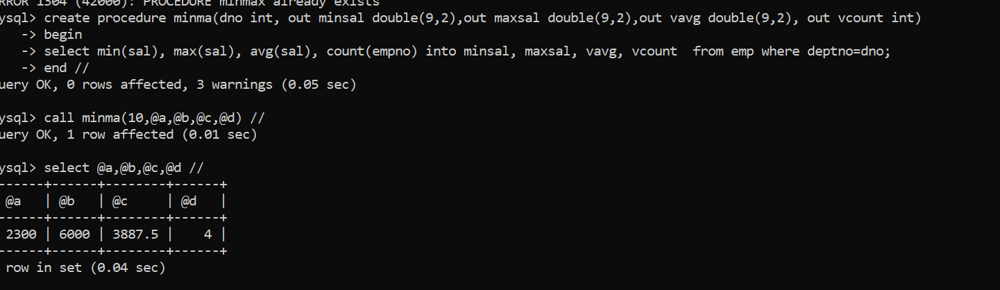 RROR 1304 (42000): PROCEDURE minmax already exists
ysql> create procedure minma(dno int, out minsal double(9,2),out maxsal double(9,2),out vavg double(9,2), out vcount int)
    -> begin
    -> select min(sal), max(sal), avg(sal), count(empno) into minsal, maxsal, vavg, vcount  from emp where deptno=dno;
    -> end //
uery OK, 0 rows affected, 3 warnings (0.05 sec)
ysql> call minma(10,@a,@b,@c,@d) //
uery OK, 1 row affected (0.01 sec)
ysql> select @a,@b,@c,@d //
------+------+--------+------+
 @a   | @b   | @c     | @d   |
------+------+--------+------+
 2300 | 6000 | 3887.5 |    4 |
------+------+--------+------+
 row in set (0.04 sec)